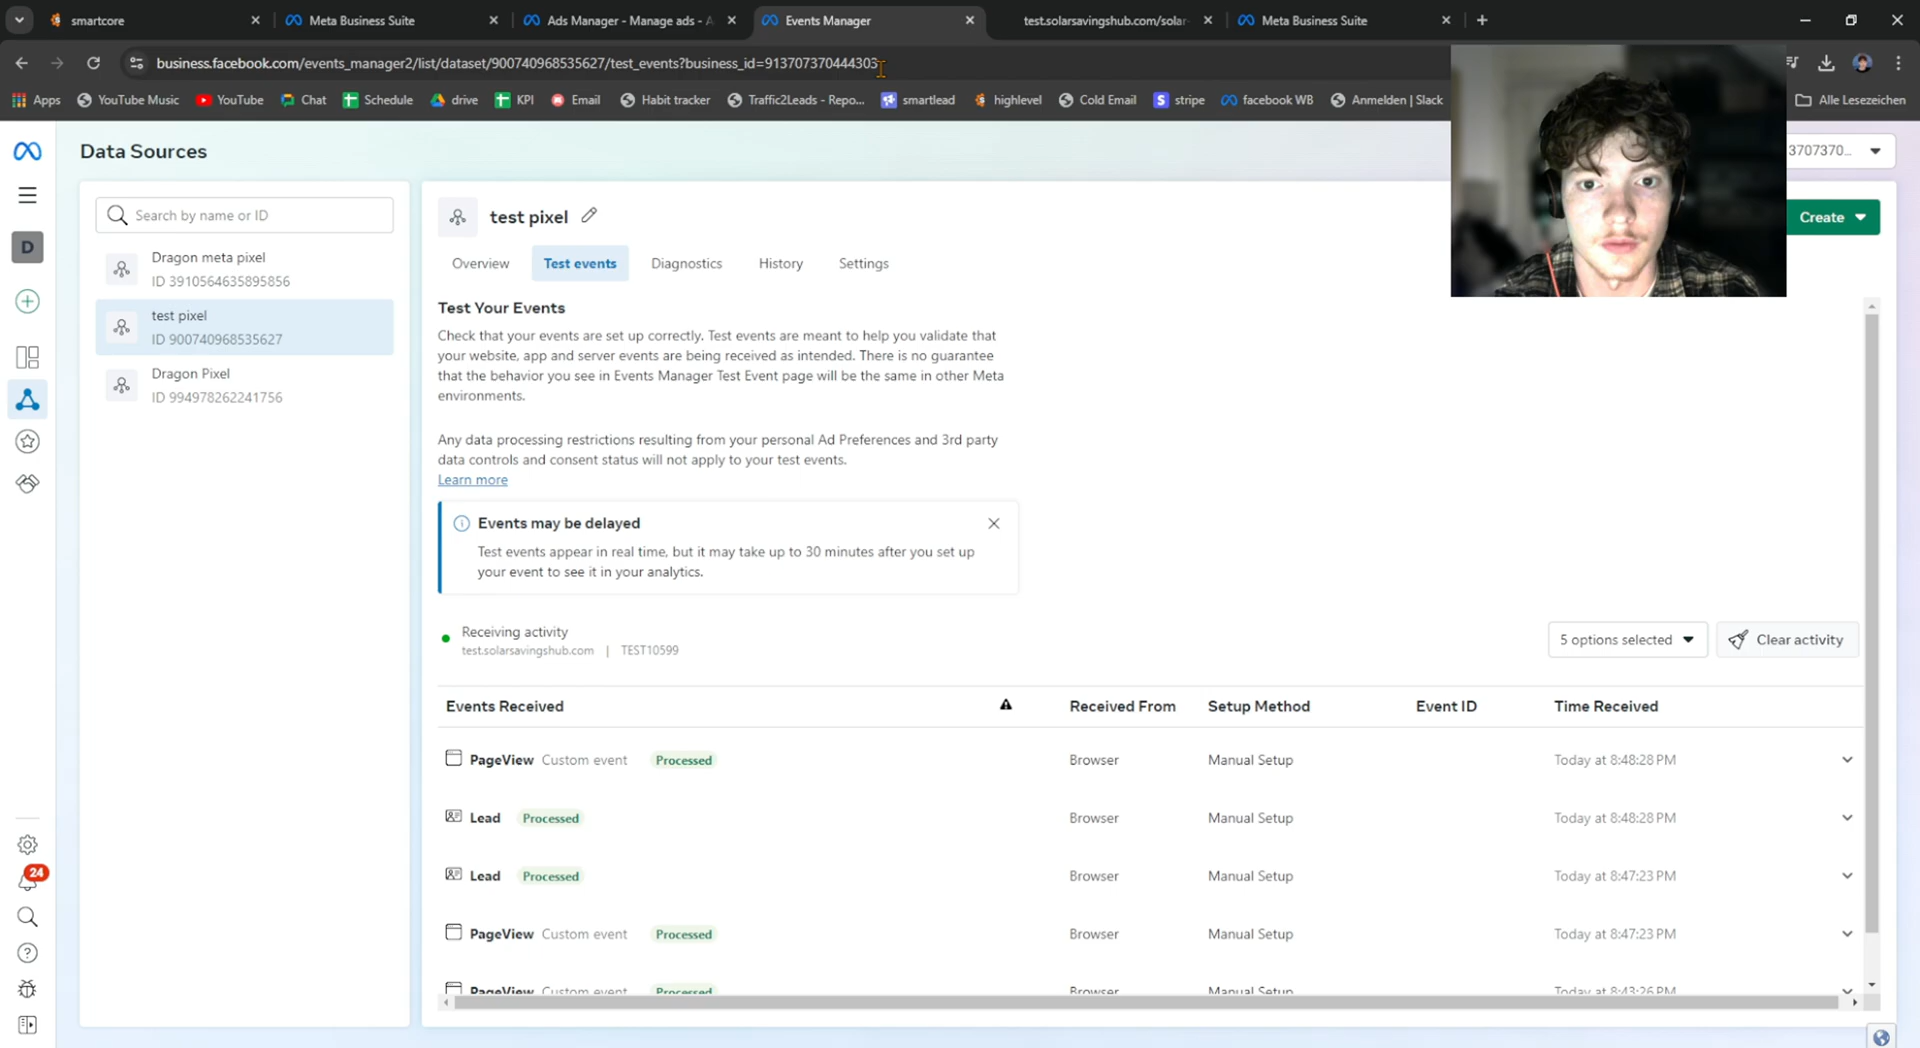 smartcore
Meta Business Suite
Ads Manager - Manage ads - A
Events Manager
test.solarsavingshub.com/solar-
Meta Business Suite
business.facebook.com/events_manager2/list/dataset/900740968535627/test_events?business_id=913707370444303
Apps
YouTube Music
YouTube
Chat
Schedule
drive
KPI
Email
Habit tracker
Traffic2Leads - Repo...
smartlead
highlevel
Cold Email
stripe
facebook WB
Anmelden | Slack
Alle Lesezeichen
Data Sources
3707370...
D
Search by name or ID
Dragon meta pixel
ID 3910564635895856
test pixel
ID 900740968535627
Dragon Pixel
ID 994978262241756
24
test pixel
Create
Overview
Test events
Diagnostics
History
Settings
Test Your Events
Check that your events are set up correctly. Test events are meant to help you validate that
your website, app and server events are being received as intended. There is no guarantee
that the behavior you see in Events Manager Test Event page will be the same in other Meta
environments.
Any data processing restrictions resulting from your personal Ad Preferences and 3rd party
data controls and consent status will not apply to your test events.
Learn more
Events may be delayed
Test events appear in real time, but it may take up to 30 minutes after you set up
your event to see it in your analytics.
Receiving activity
test.solarsavingshub.com | TEST10599
5 options selected
Clear activity
Events Received Received From Setup Method Event ID Time Received
PageView Custom event Processed Browser Manual Setup Today at 8:48:28 PM
Lead Processed Browser Manual Setup Today at 8:48:28 PM
Lead Processed Browser Manual Setup Today at 8:47:23 PM
PageView Custom event Processed Browser Manual Setup Today at 8:47:23 PM
PageView Custom event Processed Browser Manual Setup Today at 8:43:26 PM